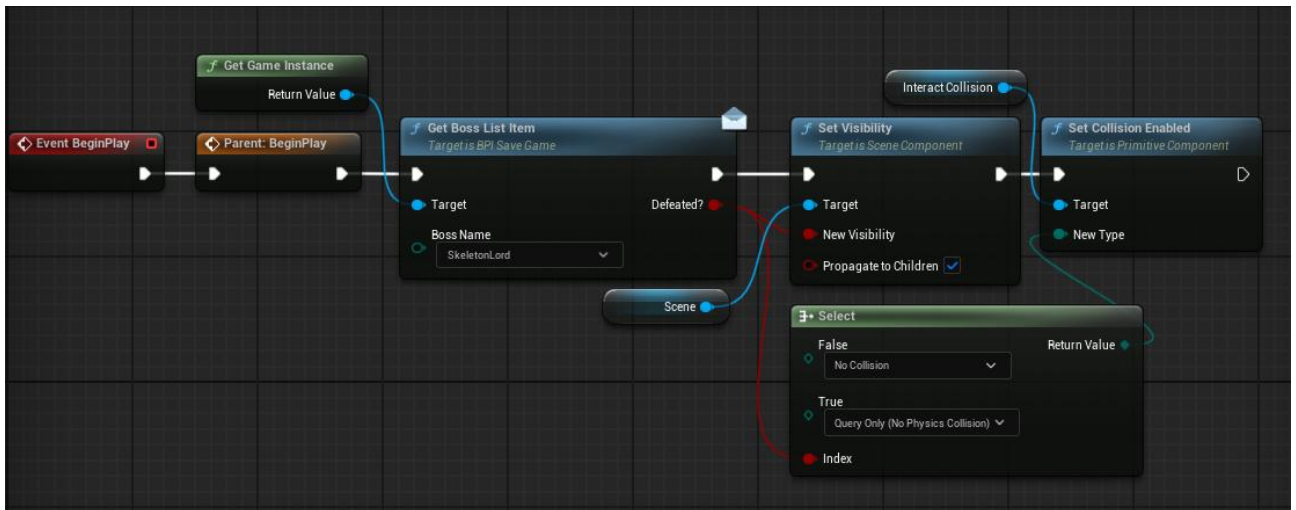 Get Game Instance
Return Value
Event BeginPlay
Parent: BeginPlay
Get Boss List Item
Target is BPI Save Game
Target
Defeated?
Boss Name
SkeletonLord
Scene
Interact Collision
Set Visibility
Target is Scene Component
Target
New Visibility
Propagate to Children
Set Collision Enabled
Target is Primitive Component
Target
New Type
Select
False
Return Value
No Collision
True
Query Only (No Physics Collision)
Index